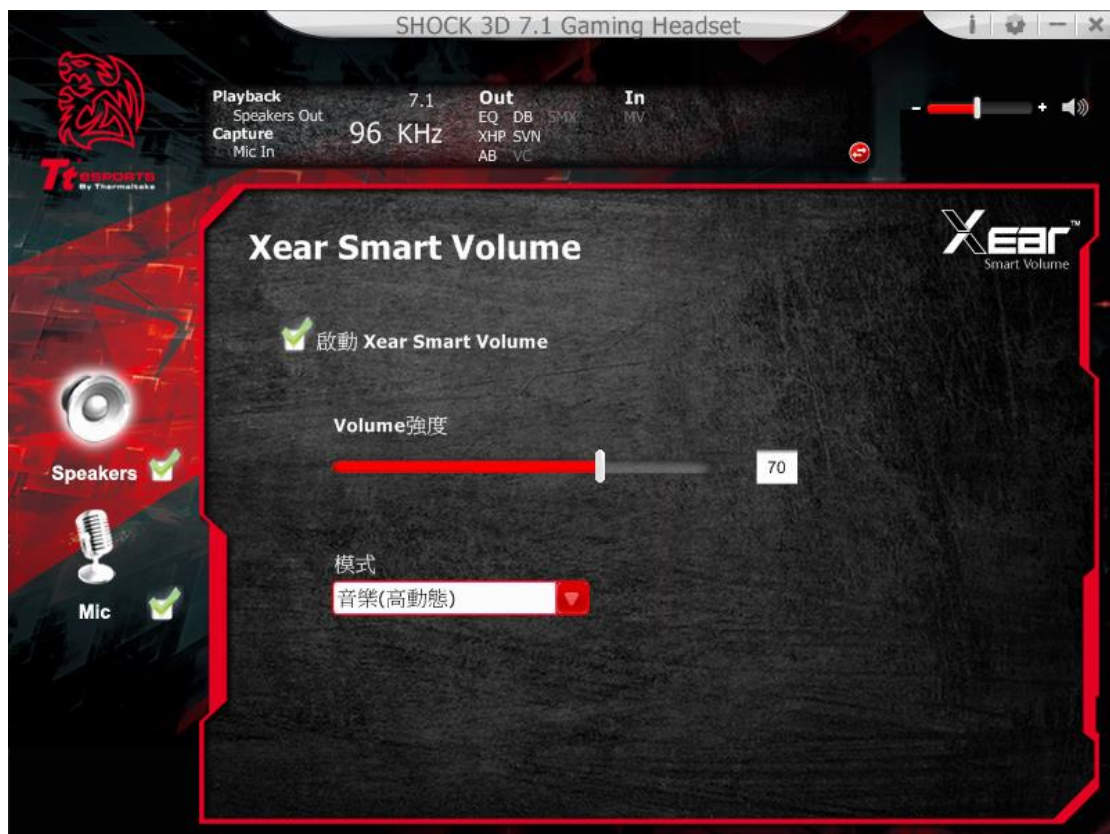 SHOCK 3D 7.1 Gaming Headset
Playback 7.1 Out In
Speakers Out EQ DB SMX MV
Capture 96 KHz XHP SVN
Mic In AB VC
- +
Tt eSPORTS
By Thermaltake
Xear Smart Volume
Xear™
Smart Volume
啟動 Xear Smart Volume
Volume強度
70
Speakers
模式
音樂(高動態)
Mic